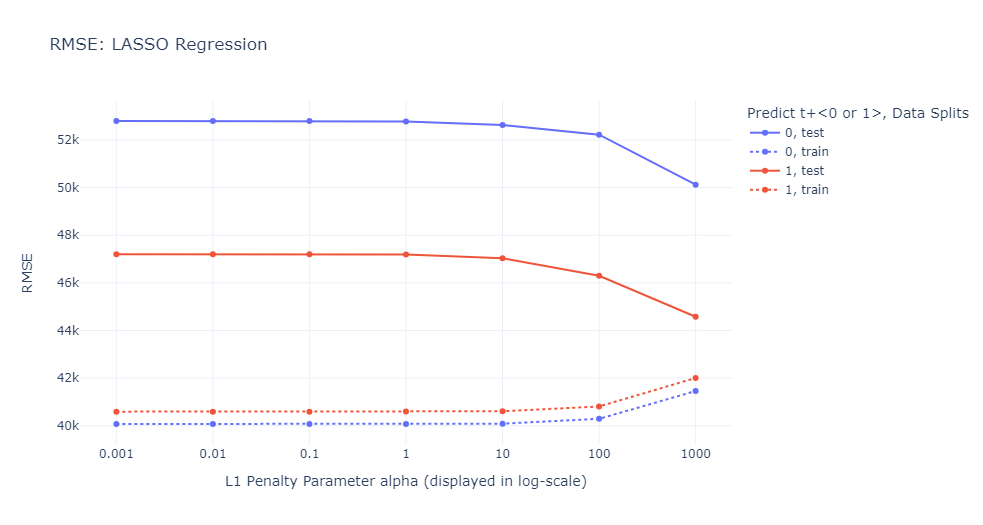 RMSE: LASSO Regression
Predict t+<0 or 1>, Data Splits
0, test
0, train
1, test
1, train
RMSE
52k
50k
48k
46k
44k
42k
40k
0.001 0.01 0.1 1 10 100 1000
L1 Penalty Parameter alpha (displayed in log-scale)